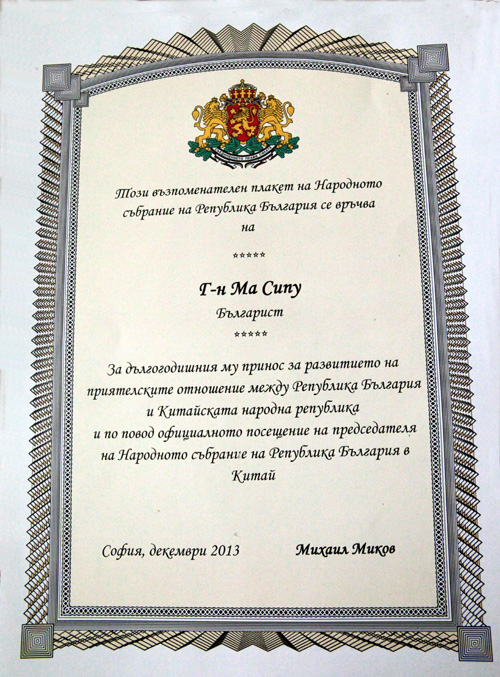 Този възпоменателен плакет на Народното
събрание на Република България се връчва
на
*****
Г-н Ма Сипу
Българист
*****
За дългогодишния му принос за развитието на
приятелските отношение между Република България
и Китайската народна република
и по повод официалното посещение на председателя
на Народното събрание на Република България в
Китай
София, декември 2013 Михаил Миков